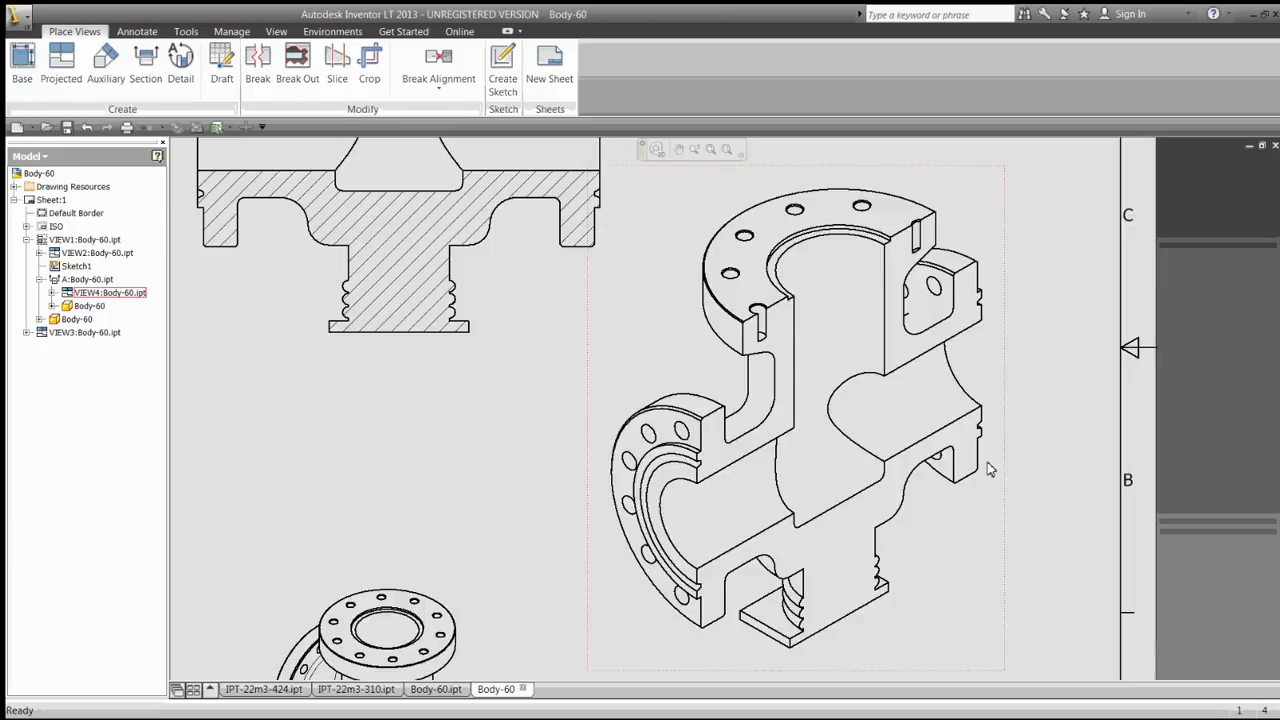 Autodesk Inventor LT 2013 - UNREGISTERED VERSION Body-60
Type a keyword or phrase
Sign In
Place Views Annotate Tools Manage View Environments Get Started Online
Base Projected Auxiliary Section Detail Draft Break Break Out Slice Crop Break Alignment Create Sketch New Sheet
Create Modify Sketch Sheets
Model
Body-60
Drawing Resources
Sheet:1
Default Border
ISO
VIEW1:Body-60.ipt
VIEW2:Body-60.ipt
Sketch1
A:Body-60.ipt
VIEW4:Body-60.ipt
Body-60
Body-60
VIEW3:Body-60.ipt
C
B
IPT-22m3-424.ipt IPT-22m3-310.ipt Body-60.ipt Body-60
Ready 1 4